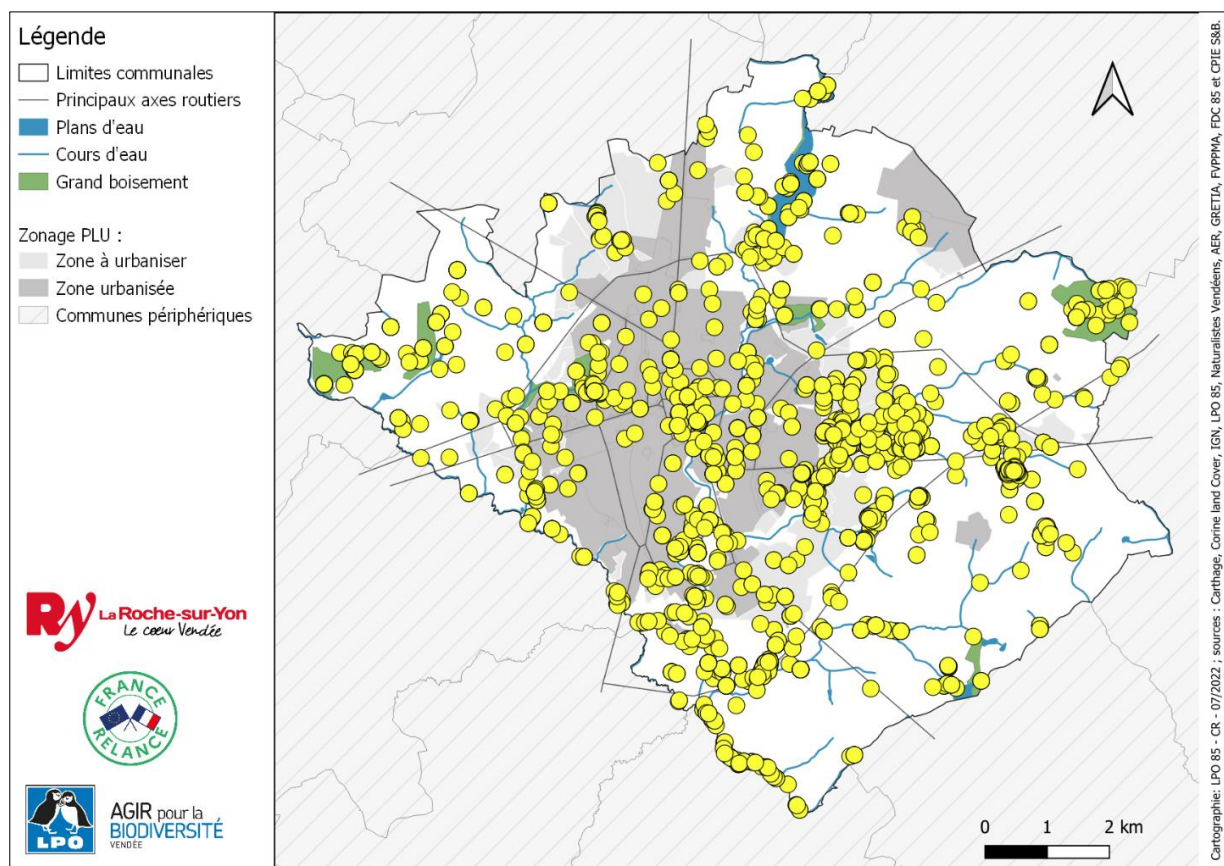 Légende
Limites communales
Principaux axes routiers
Plans d'eau
Cours d'eau
Grand boisement
Zonage PLU :
Zone à urbaniser
Zone urbanisée
Communes périphériques
Ry La Roche-sur-Yon
Le cœur Vendée
FRANCE
RELANCE
LPO
AGIR pour la
BIODIVERSITÉ
VENDÉE
0 1 2 km
Cartographie: LPO 85 - CR - 07/2022 ; sources : Carthage, Corine land Cover, IGN, LPO 85, Naturalistes Vendéens, AER, GRETIA, FVPPMA, FDC 85 et CPIE S&B.